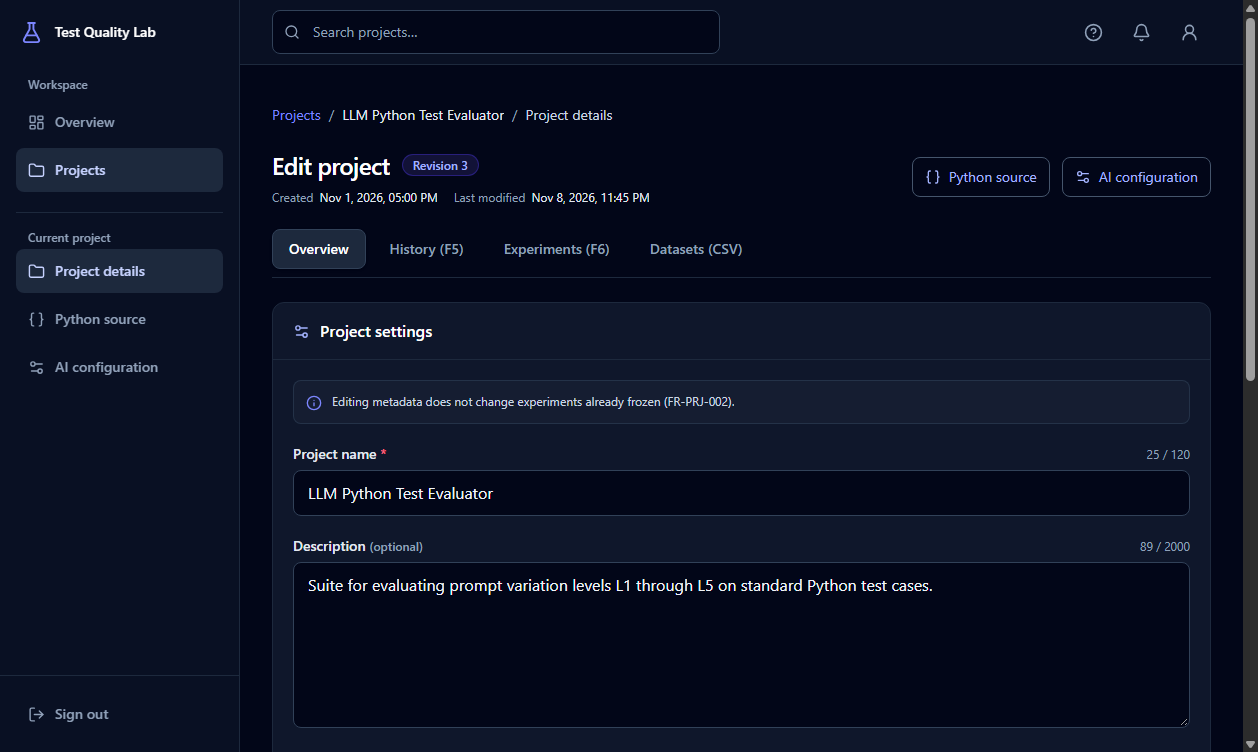 Test Quality Lab
Search projects...
Workspace
Overview
Projects
Current project
Project details
Python source
AI configuration
Sign out
Projects / LLM Python Test Evaluator / Project details
Edit project Revision 3
Created Nov 1, 2026, 05:00 PM Last modified Nov 8, 2026, 11:45 PM
{ } Python source
AI configuration
Overview History (F5) Experiments (F6) Datasets (CSV)
Project settings
Editing metadata does not change experiments already frozen (FR-PRJ-002).
Project name * 25 / 120
LLM Python Test Evaluator
Description (optional) 89 / 2000
Suite for evaluating prompt variation levels L1 through L5 on standard Python test cases.